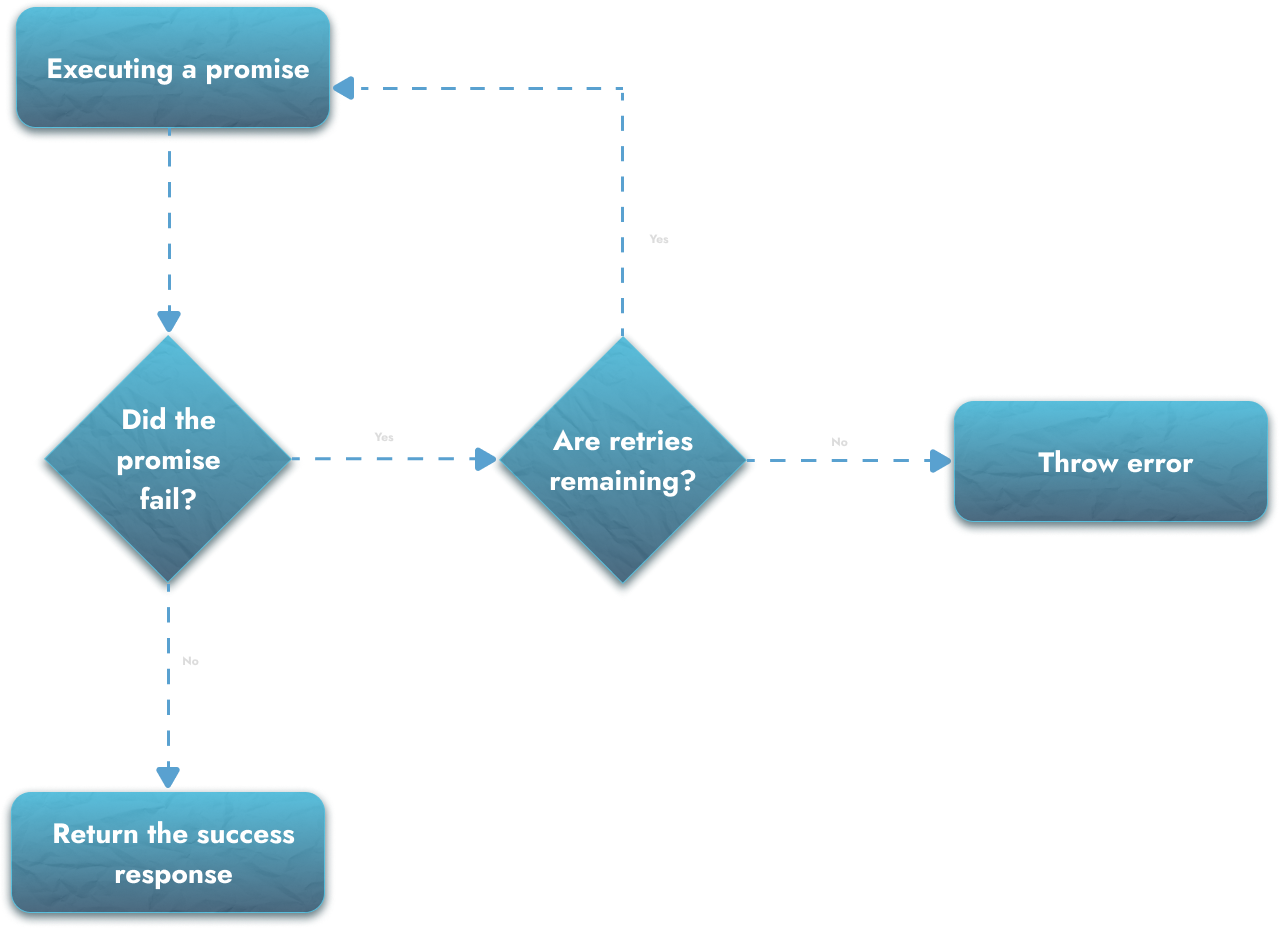 Executing a promise
Yes
Did the
promise
fail?
Yes
Are retries
remaining?
No
Throw error
No
Return the success
response